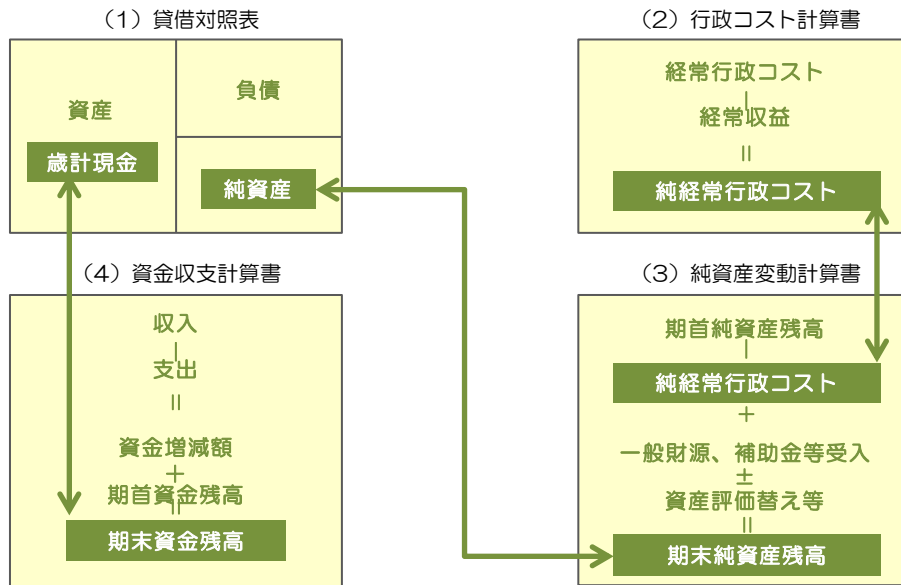 （1）貸借対照表
資産
歳計現金
負債
純資産
（2）行政コスト計算書
経常行政コスト
｜
経常収益
＝
純経常行政コスト
（4）資金収支計算書
収入
｜
支出
＝
資金増減額
＋
期首資金残高
＝
期末資金残高
（3）純資産変動計算書
期首純資産残高
｜
純経常行政コスト
＋
一般財源、補助金等受入
±
資産評価替え等
＝
期末純資産残高